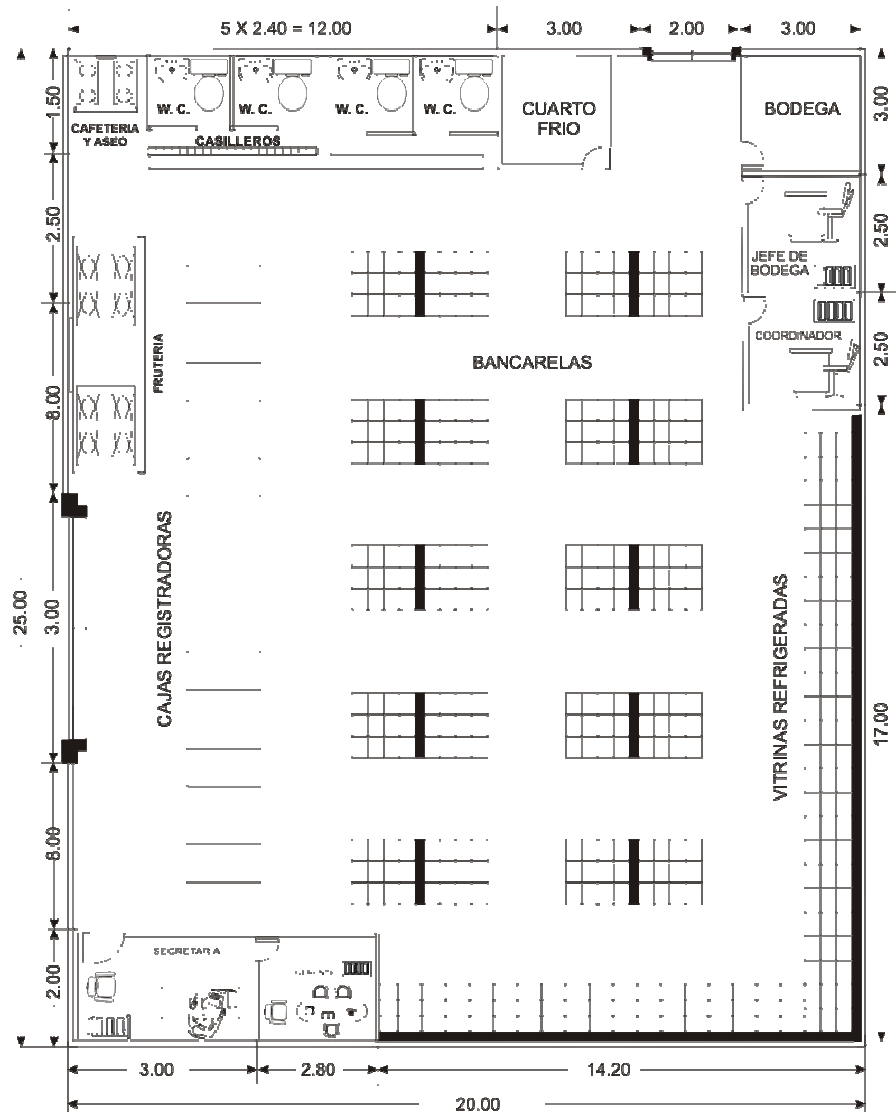 5 X 2.40 = 12.00
3.00
2.00
3.00
1.50
W. C.
W. C.
W. C.
W. C.
CAFETERIA
Y ASEO
CASILLEROS
CUARTO
FRIO
BODEGA
3.00
2.50
2.50
JEFE DE
BODEGA
FRUTERIA
BANCARELAS
COORDINADOR
2.50
8.00
CAJAS REGISTRADORAS
VITRINAS REFRIGERADAS
25.00
3.00
17.00
8.00
SECRETARIA
2.00
3.00
2.80
14.20
20.00